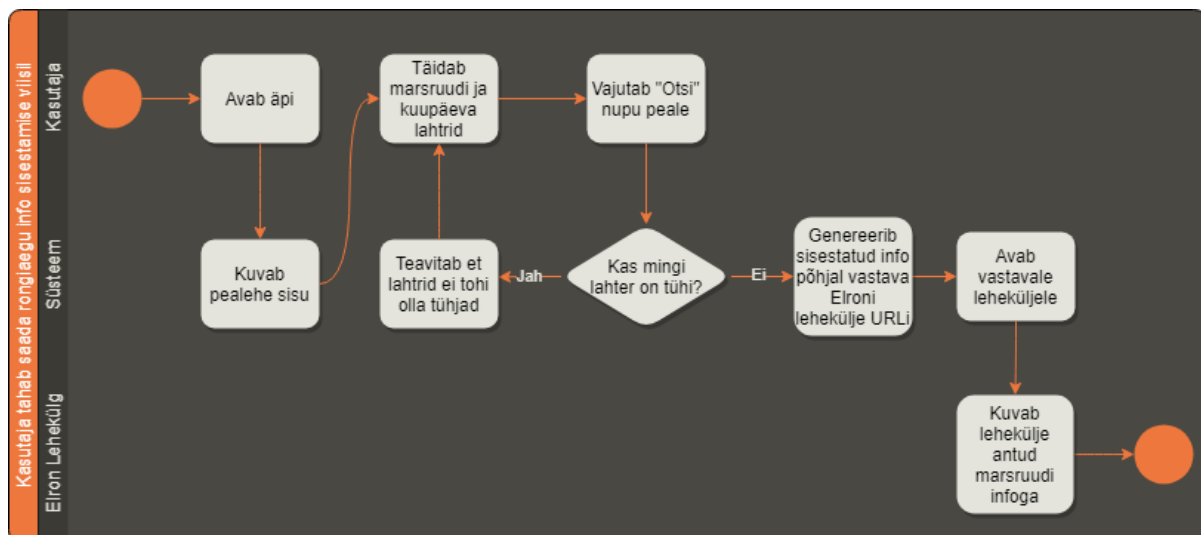 Kasutaja tahab saada rongiaegu info sisestamise viisil
Kasutaja
Avab äpi
Täidab
marsruudi ja
kuupäeva
lahtrid
Vajutab "Otsi"
nupu peale
Süsteem
Kuvab
pealehe sisu
Teavitab et
lahtrid ei tohi
olla tühjad
Jah
Kas mingi
lahter on tühi?
Ei
Genereerib
sisestatud info
põhjal vastava
Elroni
lehekülje URLi
Avab
vastavale
leheküljele
Elron Lehekülg
Kuvab
lehekülje
antud
marsruudi
infoga